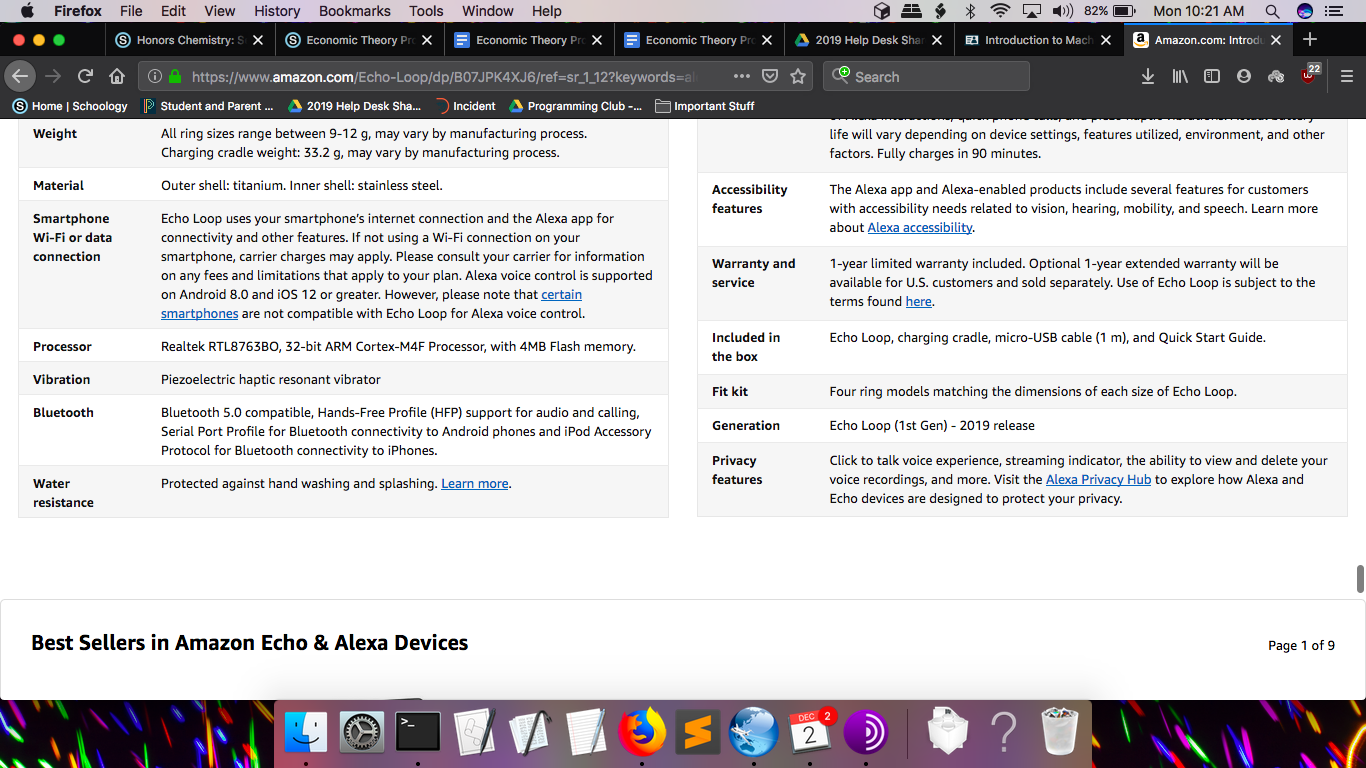 Firefox File Edit View History Bookmarks Tools Window Help 82% Mon 10:21 AM
Honors Chemistry: S Economic Theory Pr Economic Theory Pr Economic Theory Pr 2019 Help Desk Sha Introduction to Mach Amazon.com: Introdu
https://www.amazon.com/Echo-Loop/dp/B07JPK4XJ6/ref=sr_1_12?keywords=al Search 22
Home | Schoology Student and Parent ... 2019 Help Desk Sha... Incident Programming Club -... Important Stuff
Weight
All ring sizes range between 9-12 g, may vary by manufacturing process.
Charging cradle weight: 33.2 g, may vary by manufacturing process.
Material
Outer shell: titanium. Inner shell: stainless steel.
Smartphone
Wi-Fi or data
connection
Echo Loop uses your smartphone's internet connection and the Alexa app for
connectivity and other features. If not using a Wi-Fi connection on your
smartphone, carrier charges may apply. Please consult your carrier for information
on any fees and limitations that apply to your plan. Alexa voice control is supported
on Android 8.0 and iOS 12 or greater. However, please note that certain
smartphones are not compatible with Echo Loop for Alexa voice control.
Processor
Realtek RTL8763BO, 32-bit ARM Cortex-M4F Processor, with 4MB Flash memory.
Vibration
Piezoelectric haptic resonant vibrator
Bluetooth
Bluetooth 5.0 compatible, Hands-Free Profile (HFP) support for audio and calling,
Serial Port Profile for Bluetooth connectivity to Android phones and iPod Accessory
Protocol for Bluetooth connectivity to iPhones.
Water
resistance
Protected against hand washing and splashing. Learn more.
life will vary depending on device settings, features utilized, environment, and other
factors. Fully charges in 90 minutes.
Accessibility
features
The Alexa app and Alexa-enabled products include several features for customers
with accessibility needs related to vision, hearing, mobility, and speech. Learn more
about Alexa accessibility.
Warranty and
service
1-year limited warranty included. Optional 1-year extended warranty will be
available for U.S. customers and sold separately. Use of Echo Loop is subject to the
terms found here.
Included in
the box
Echo Loop, charging cradle, micro-USB cable (1 m), and Quick Start Guide.
Fit kit
Four ring models matching the dimensions of each size of Echo Loop.
Generation
Echo Loop (1st Gen) - 2019 release
Privacy
features
Click to talk voice experience, streaming indicator, the ability to view and delete your
voice recordings, and more. Visit the Alexa Privacy Hub to explore how Alexa and
Echo devices are designed to protect your privacy.
Best Sellers in Amazon Echo & Alexa Devices
Page 1 of 9
DEC 2
2